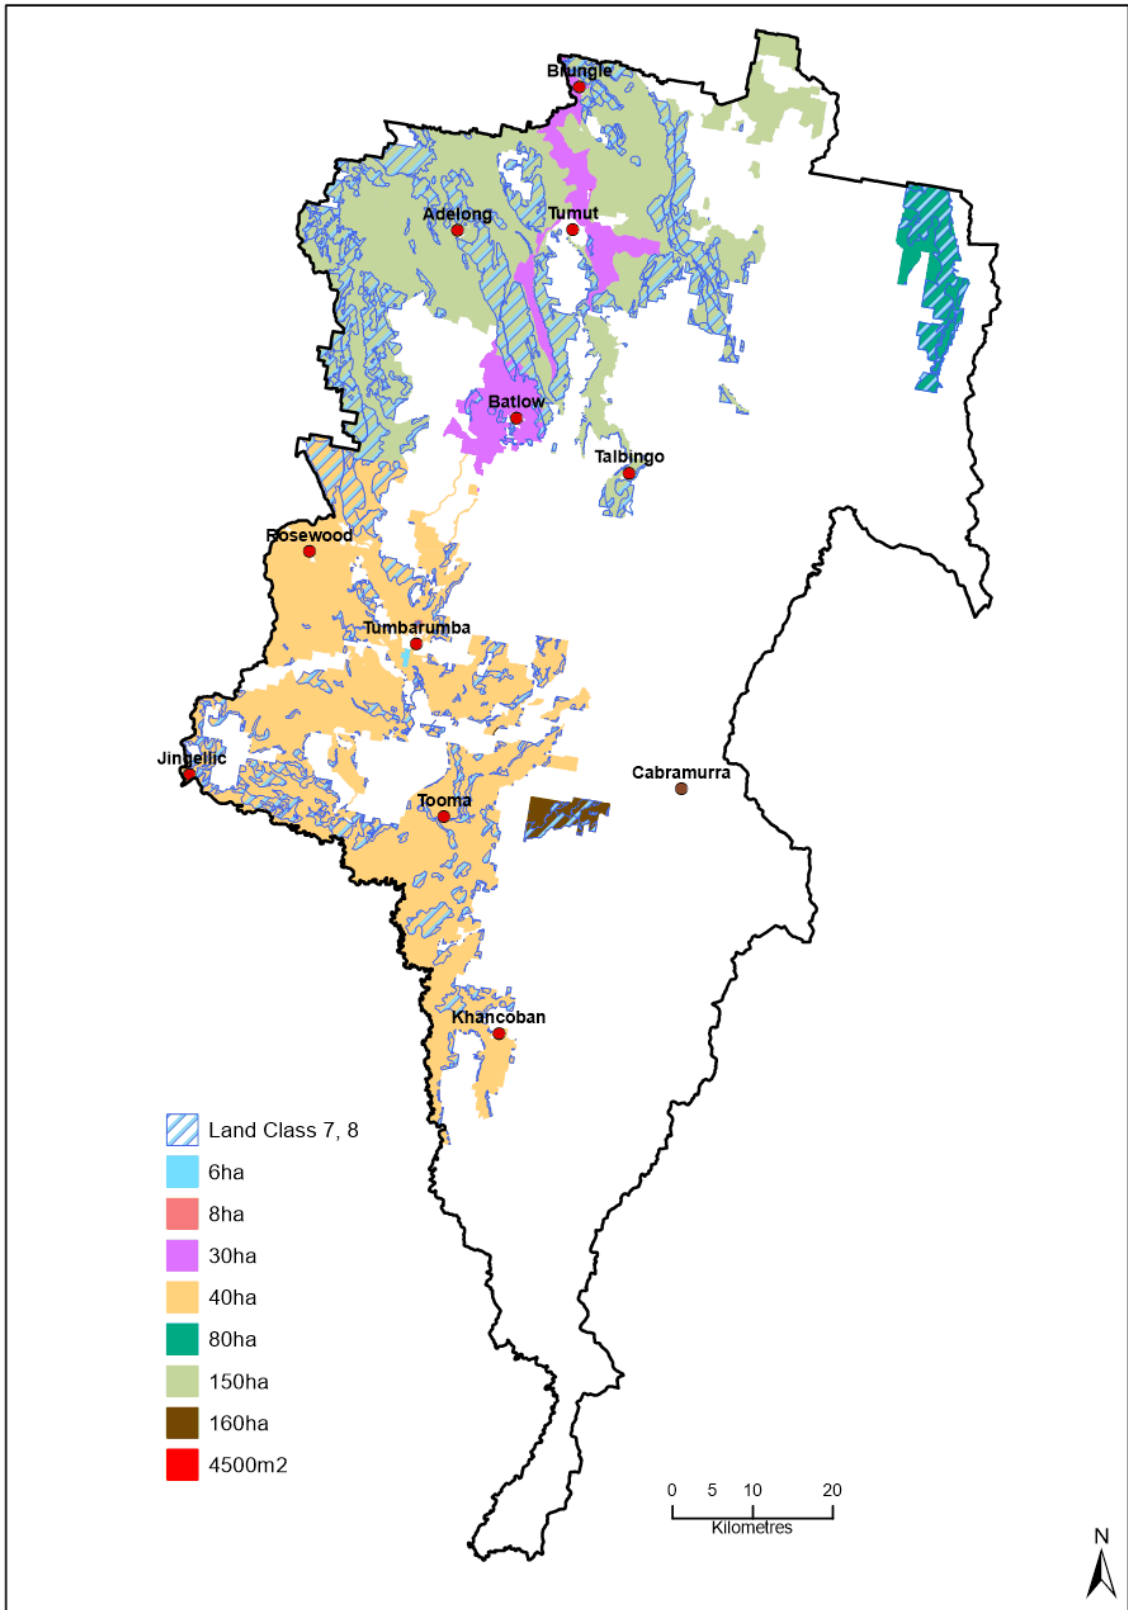 Brungle
Adelong
Tumut
Batlow
Talbingo
Rosewood
Tumbarumba
Jingellic
Cabramurra
Tooma
Khancoban
Land Class 7, 8
6ha
8ha
30ha
40ha
80ha
150ha
160ha
4500m2
0 5 10 20
Kilometres
N